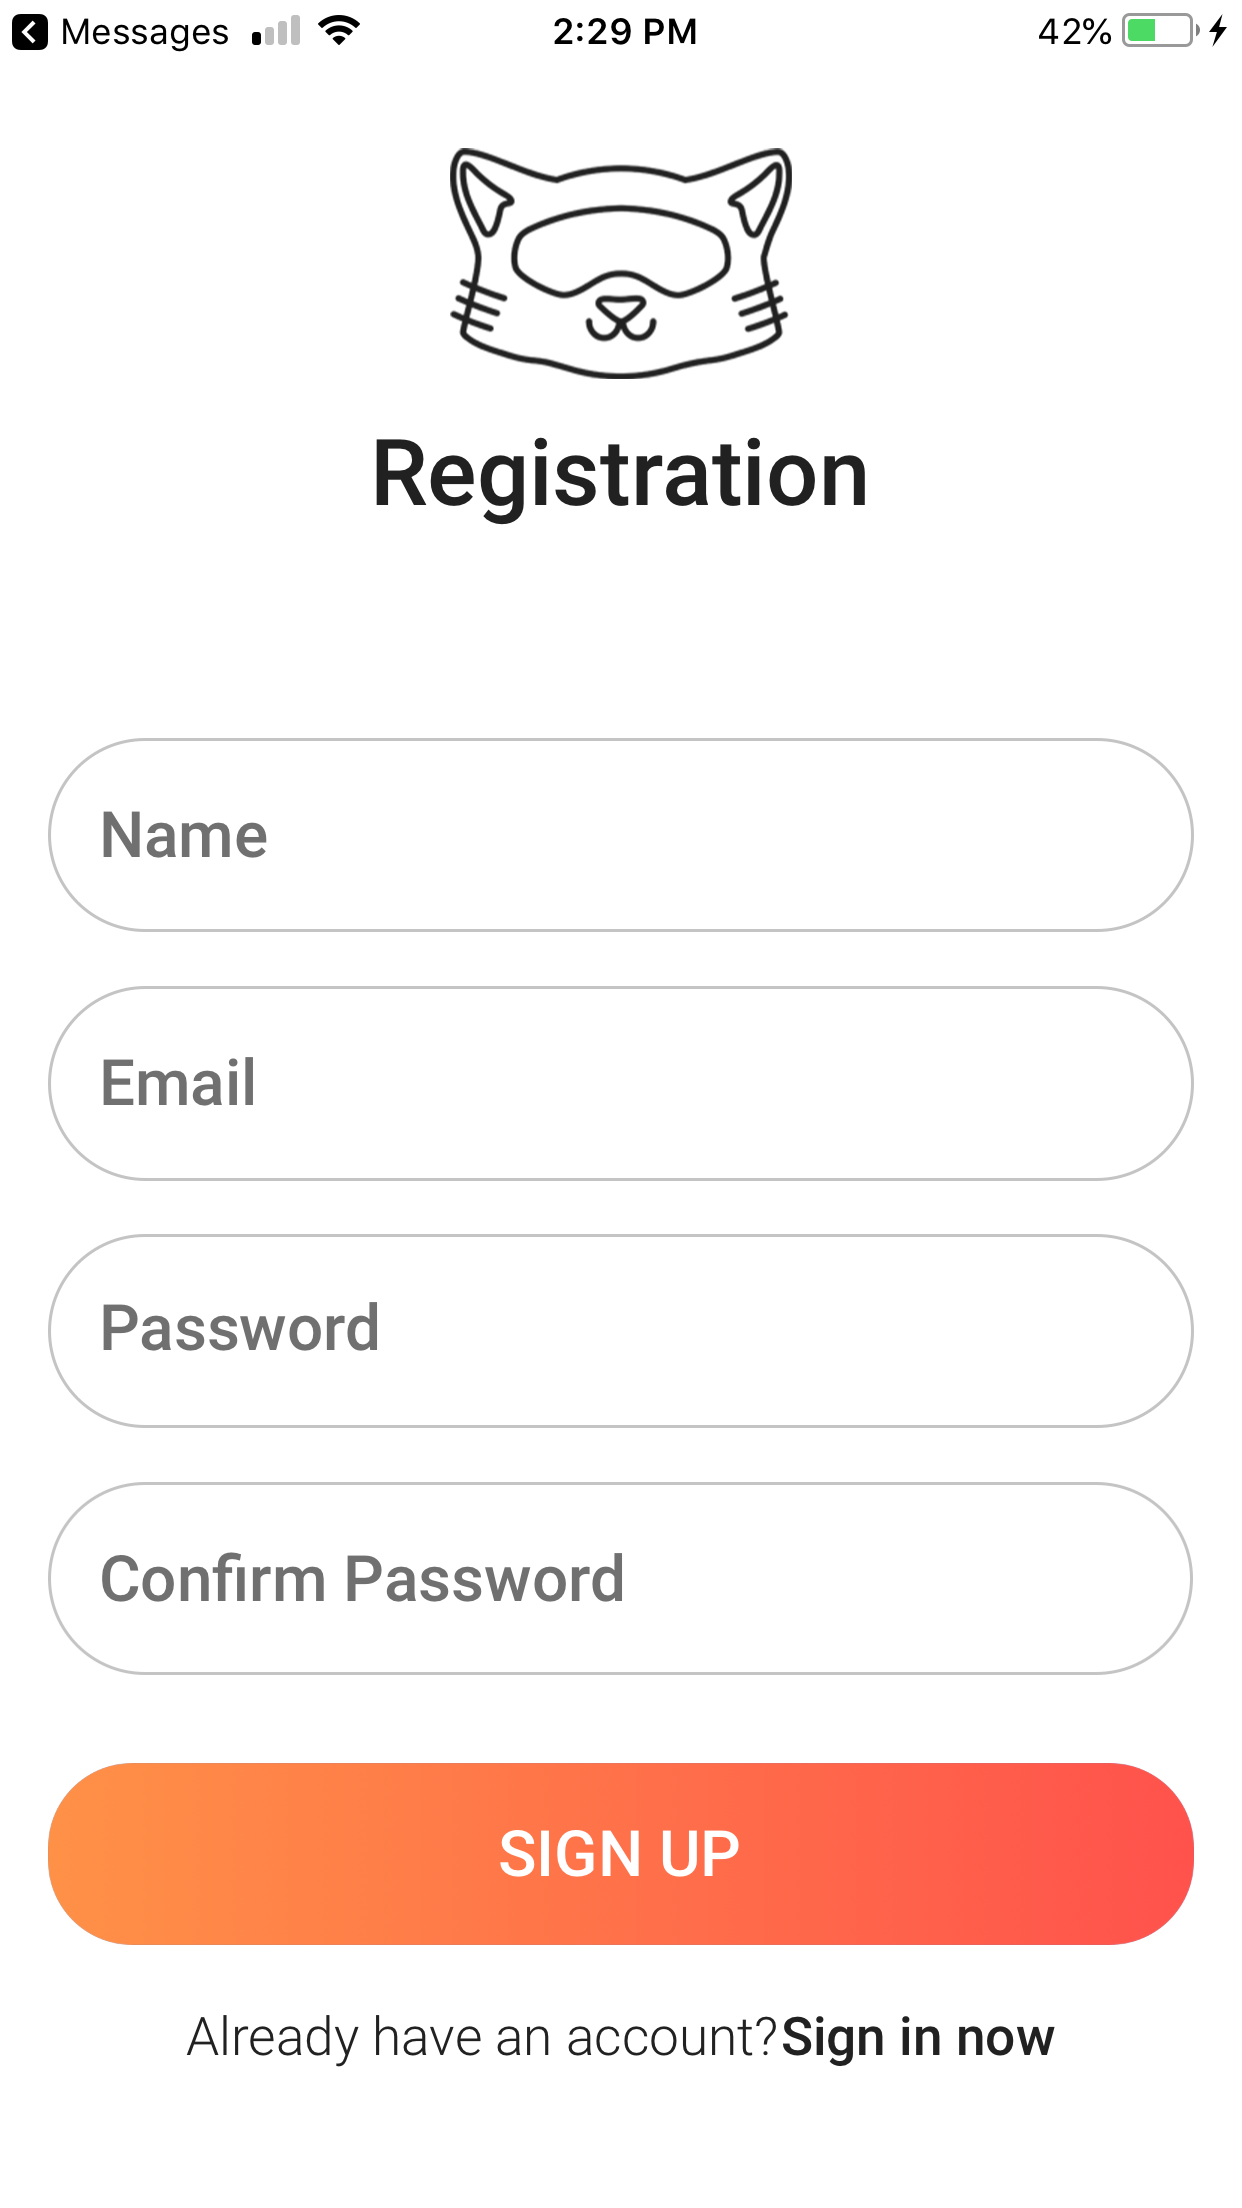 Messages 2:29 PM 42%
Registration
Name
Email
Password
Confirm Password
SIGN UP
Already have an account?Sign in now